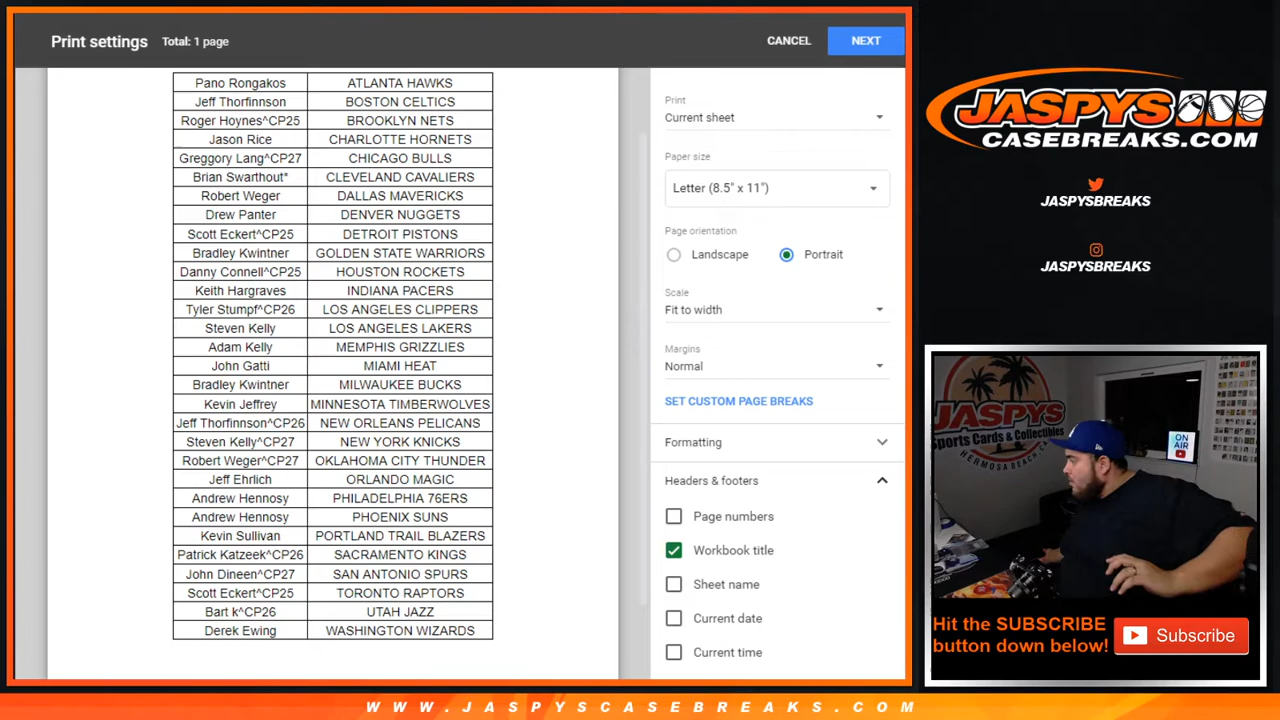 Print settings Total: 1 page CANCEL NEXT
Pano Rongakos ATLANTA HAWKS
Jeff Thorfinnson BOSTON CELTICS
Roger Hoynes^CP25 BROOKLYN NETS
Jason Rice CHARLOTTE HORNETS
Greggory Lang^CP27 CHICAGO BULLS
Brian Swarthout* CLEVELAND CAVALIERS
Robert Weger DALLAS MAVERICKS
Drew Panter DENVER NUGGETS
Scott Eckert^CP25 DETROIT PISTONS
Bradley Kwintner GOLDEN STATE WARRIORS
Danny Connell^CP25 HOUSTON ROCKETS
Keith Hargraves INDIANA PACERS
Tyler Stumpf^CP26 LOS ANGELES CLIPPERS
Steven Kelly LOS ANGELES LAKERS
Adam Kelly MEMPHIS GRIZZLIES
John Gatti MIAMI HEAT
Bradley Kwintner MILWAUKEE BUCKS
Kevin Jeffrey MINNESOTA TIMBERWOLVES
Jeff Thorfinnson^CP26 NEW ORLEANS PELICANS
Steven Kelly^CP27 NEW YORK KNICKS
Robert Weger^CP27 OKLAHOMA CITY THUNDER
Jeff Ehrlich ORLANDO MAGIC
Andrew Hennosy PHILADELPHIA 76ERS
Andrew Hennosy PHOENIX SUNS
Kevin Sullivan PORTLAND TRAIL BLAZERS
Patrick Katzeek^CP26 SACRAMENTO KINGS
John Dineen^CP27 SAN ANTONIO SPURS
Scott Eckert^CP25 TORONTO RAPTORS
Bart k^CP26 UTAH JAZZ
Derek Ewing WASHINGTON WIZARDS
Print
Current sheet
Paper size
Letter (8.5" x 11")
Page orientation
Landscape Portrait
Scale
Fit to width
Margins
Normal
SET CUSTOM PAGE BREAKS
Formatting
Headers & footers
Page numbers
Workbook title
Sheet name
Current date
Current time
JASPYS
CASEBREAKS.COM
JASPYSBREAKS
JASPYSBREAKS
JASPYS
Sports Cards & Collectibles
HERMOSA BEACH, CA
ON
AIR
Hit the SUBSCRIBE
button down below!
Subscribe
WWW.JASPYSCASEBREAKS.COM